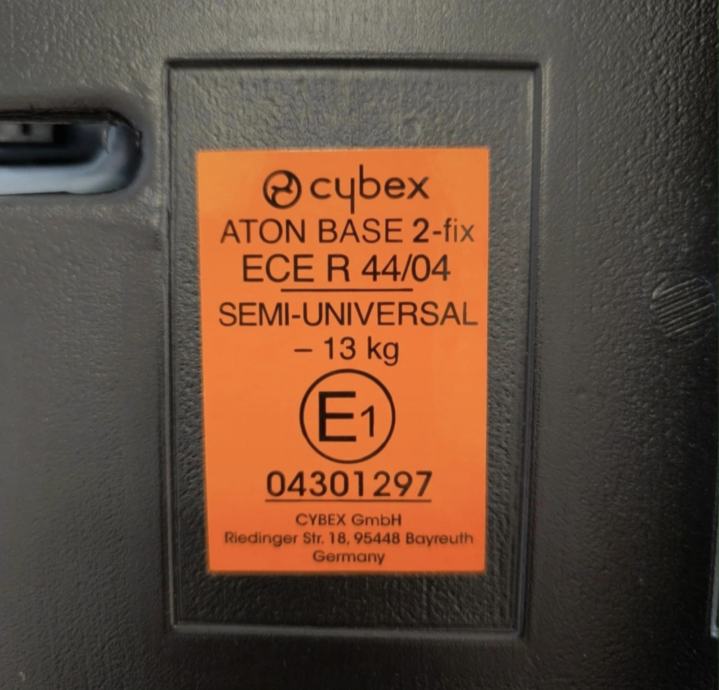 cybex
ATON BASE 2-fix
ECE R 44/04
SEMI-UNIVERSAL
– 13 kg
E1
04301297
CYBEX GmbH
Riedinger Str. 18, 95448 Bayreuth
Germany